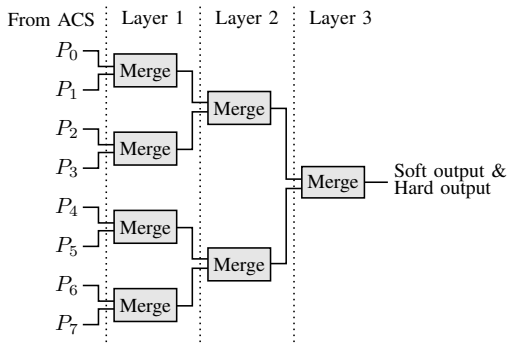 From ACS Layer 1 Layer 2 Layer 3
P0
P1
Merge
P2
P3
Merge
Merge
P4
P5
Merge
P6
P7
Merge
Merge
Merge
Soft output &
Hard output